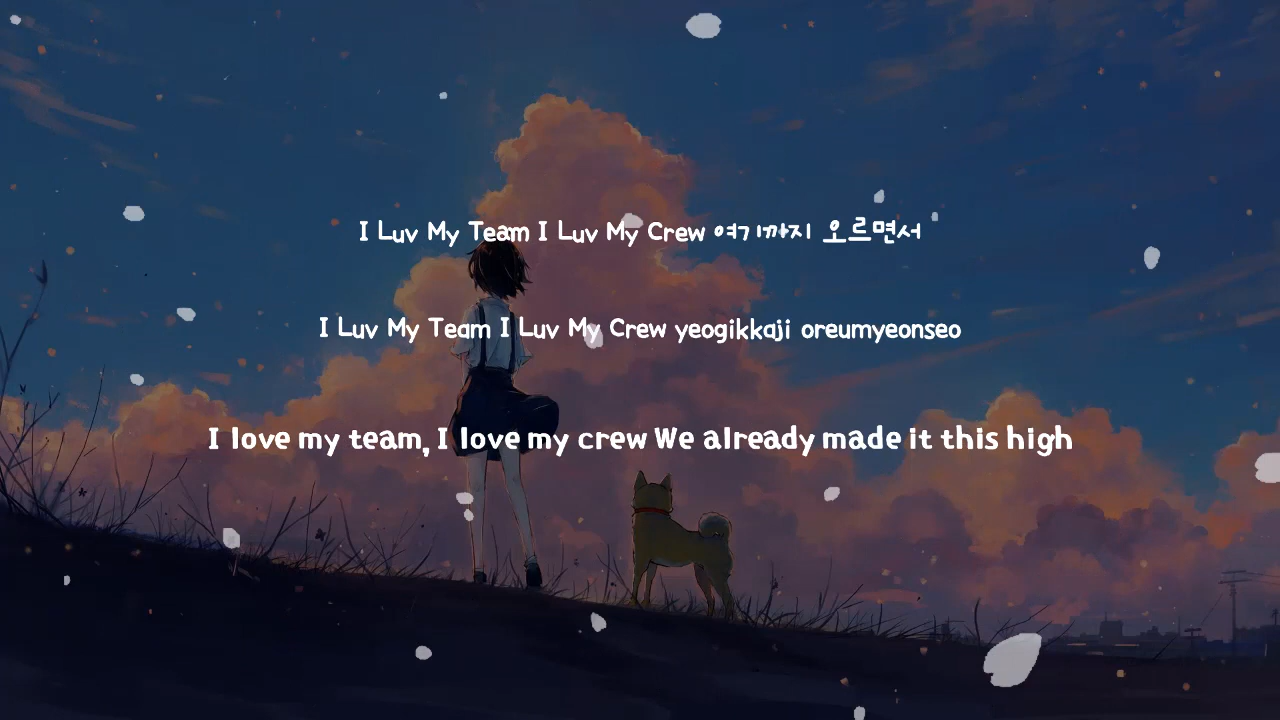 I Luv My Team I Luv My Crew 여기까지 오르면서
I Luv My Team I Luv My Crew yeogikkaji oreumyeonseo
I love my team, I love my crew We already made it this high